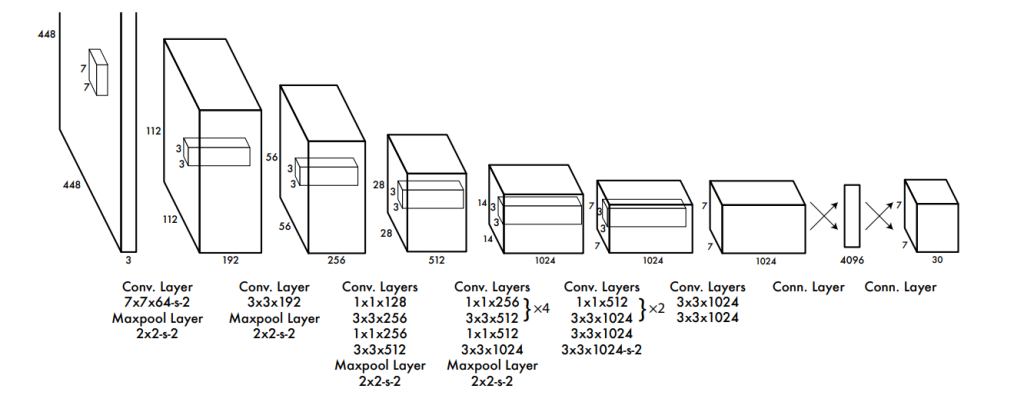 448
7
7
448
3
112
3
3
112
192
56
3
3
56
256
28
3
3
28
512
14
3
3
14
1024
7
3
3
7
1024
7
7
1024
4096
7
7
30
Conv. Layer
7x7x64-s-2
Maxpool Layer
2x2-s-2
Conv. Layer
3x3x192
Maxpool Layer
2x2-s-2
Conv. Layers
1x1x128
3x3x256
1x1x256
3x3x512
Maxpool Layer
2x2-s-2
Conv. Layers
1x1x256
3x3x512
}×4
1x1x512
3x3x1024
Maxpool Layer
2x2-s-2
Conv. Layers
1x1x512
3x3x1024
}×2
3x3x1024
3x3x1024-s-2
Conv. Layers
3x3x1024
3x3x1024
Conn. Layer
Conn. Layer